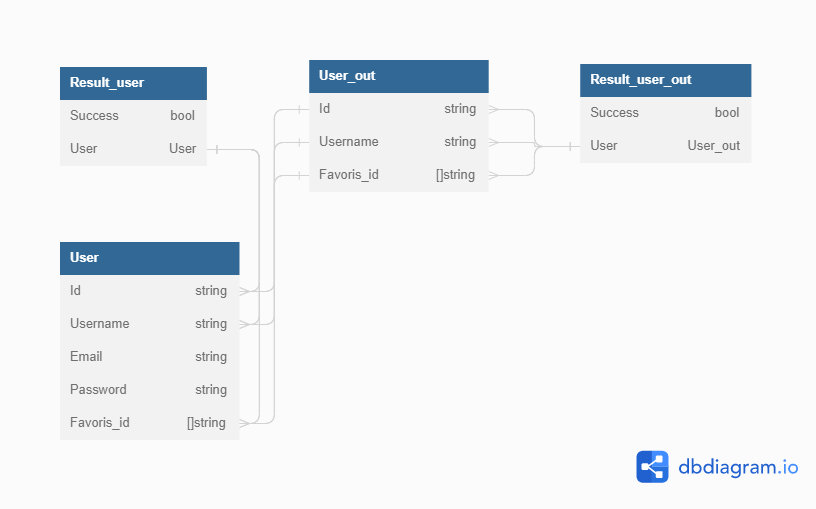 Result_user
Success bool
User User
User_out
Id string
Username string
Favoris_id []string
Result_user_out
Success bool
User User_out
User
Id string
Username string
Email string
Password string
Favoris_id []string
dbdiagram.io